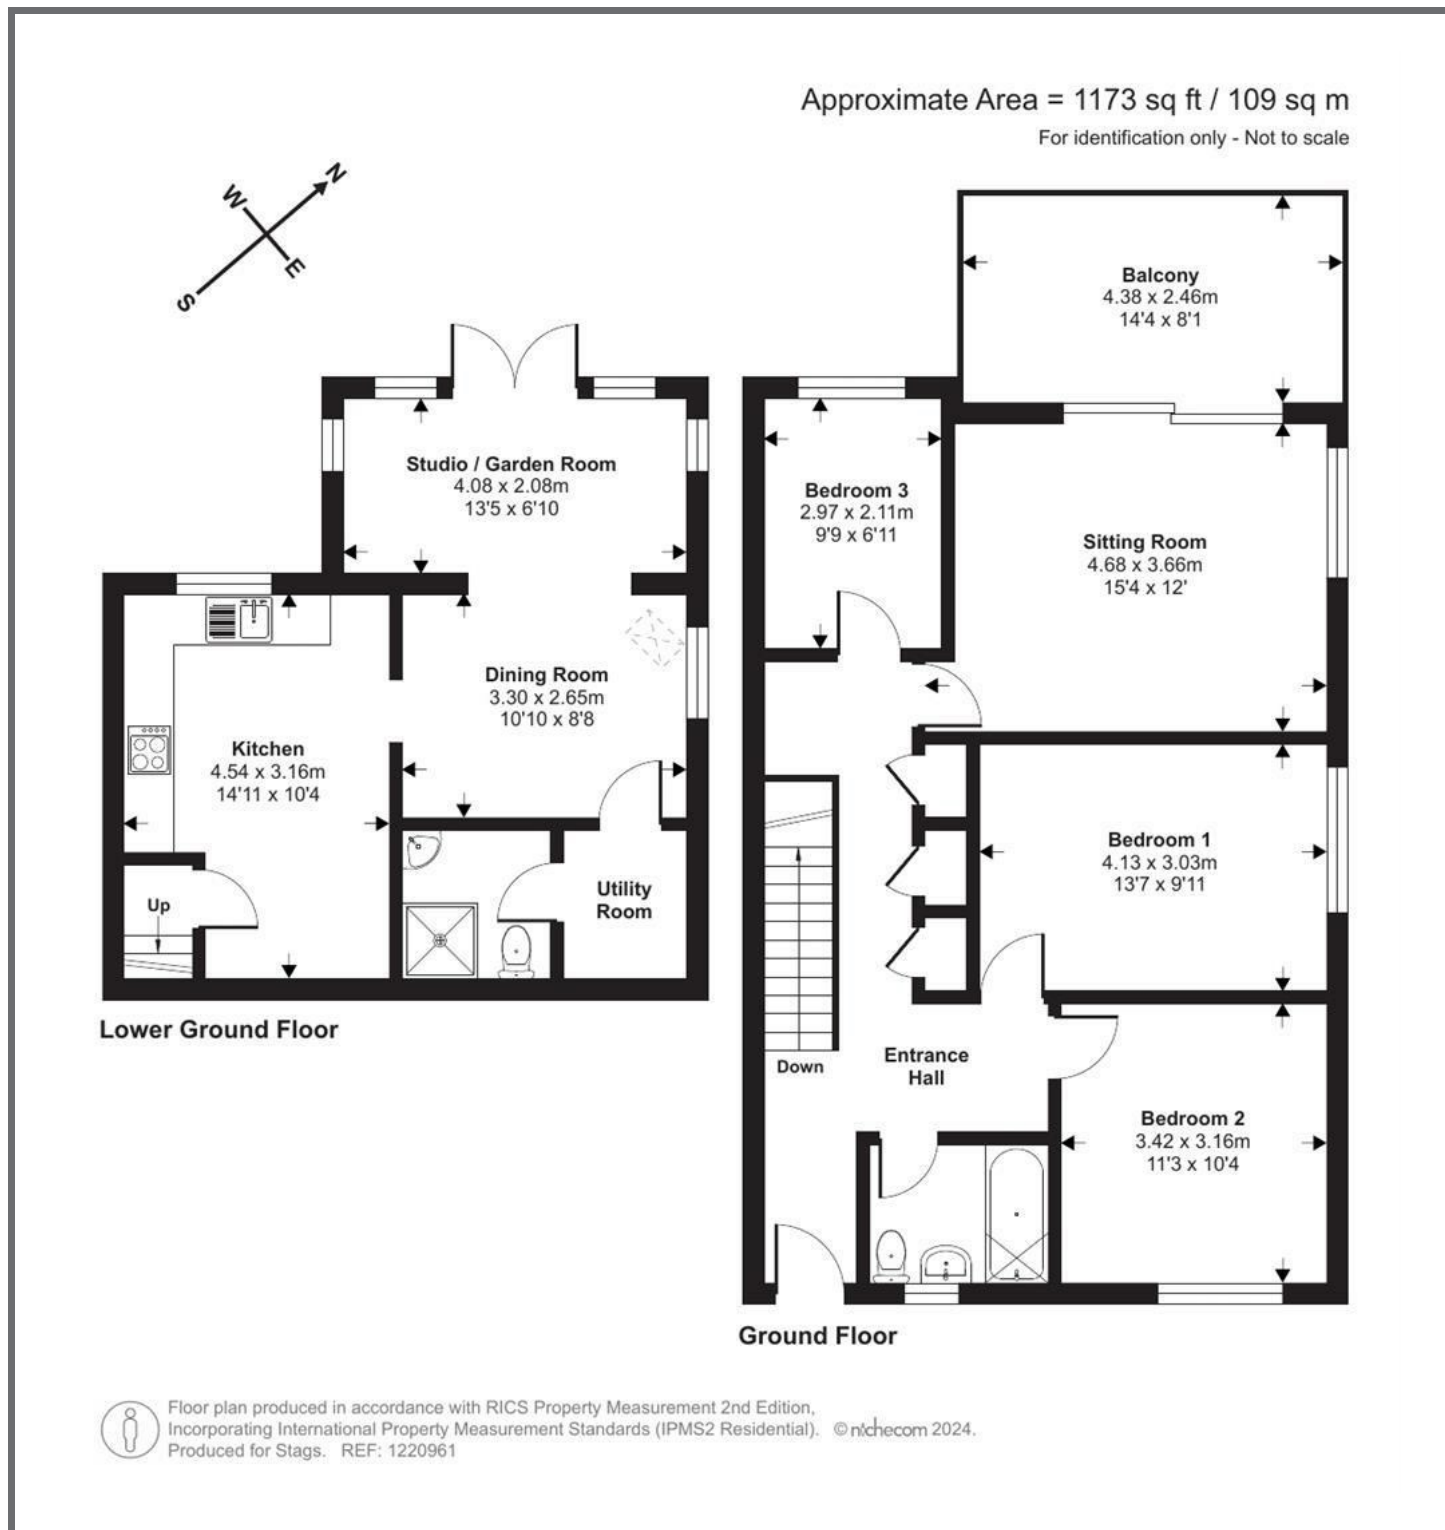 Approximate Area = 1173 sq ft / 109 sq m
For identification only - Not to scale
N
W
E
S
Balcony
4.38 x 2.46m
14'4 x 8'1
Studio / Garden Room
4.08 x 2.08m
13'5 x 6'10
Bedroom 3
2.97 x 2.11m
9'9 x 6'11
Sitting Room
4.68 x 3.66m
15'4 x 12'
Dining Room
3.30 x 2.65m
10'10 x 8'8
Kitchen
4.54 x 3.16m
14'11 x 10'4
Bedroom 1
4.13 x 3.03m
13'7 x 9'11
Utility
Room
Up
Lower Ground Floor
Down
Entrance
Hall
Bedroom 2
3.42 x 3.16m
11'3 x 10'4
Ground Floor
Floor plan produced in accordance with RICS Property Measurement 2nd Edition,
Incorporating International Property Measurement Standards (IPMS2 Residential). © nichecom 2024.
Produced for Stags. REF: 1220961